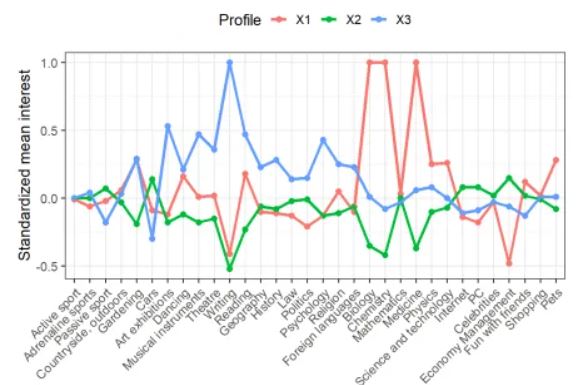 Profile X1 X2 X3
Standardized mean interest
1.0
0.5
0.0
-0.5
Active sport
Adrenaline sports
Passive sport
Countryside, outdoors
Gardening
Cars
Art exhibitions
Dancing
Musical instruments
Theatre
Writing
Reading
Geography
History
Law
Politics
Psychology
Religion
Foreign languages
Biology
Chemistry
Mathematics
Medicine
Physics
Science and technology
Internet
PC
Celebrities
Economy Management
Fun with friends
Shopping
Pets